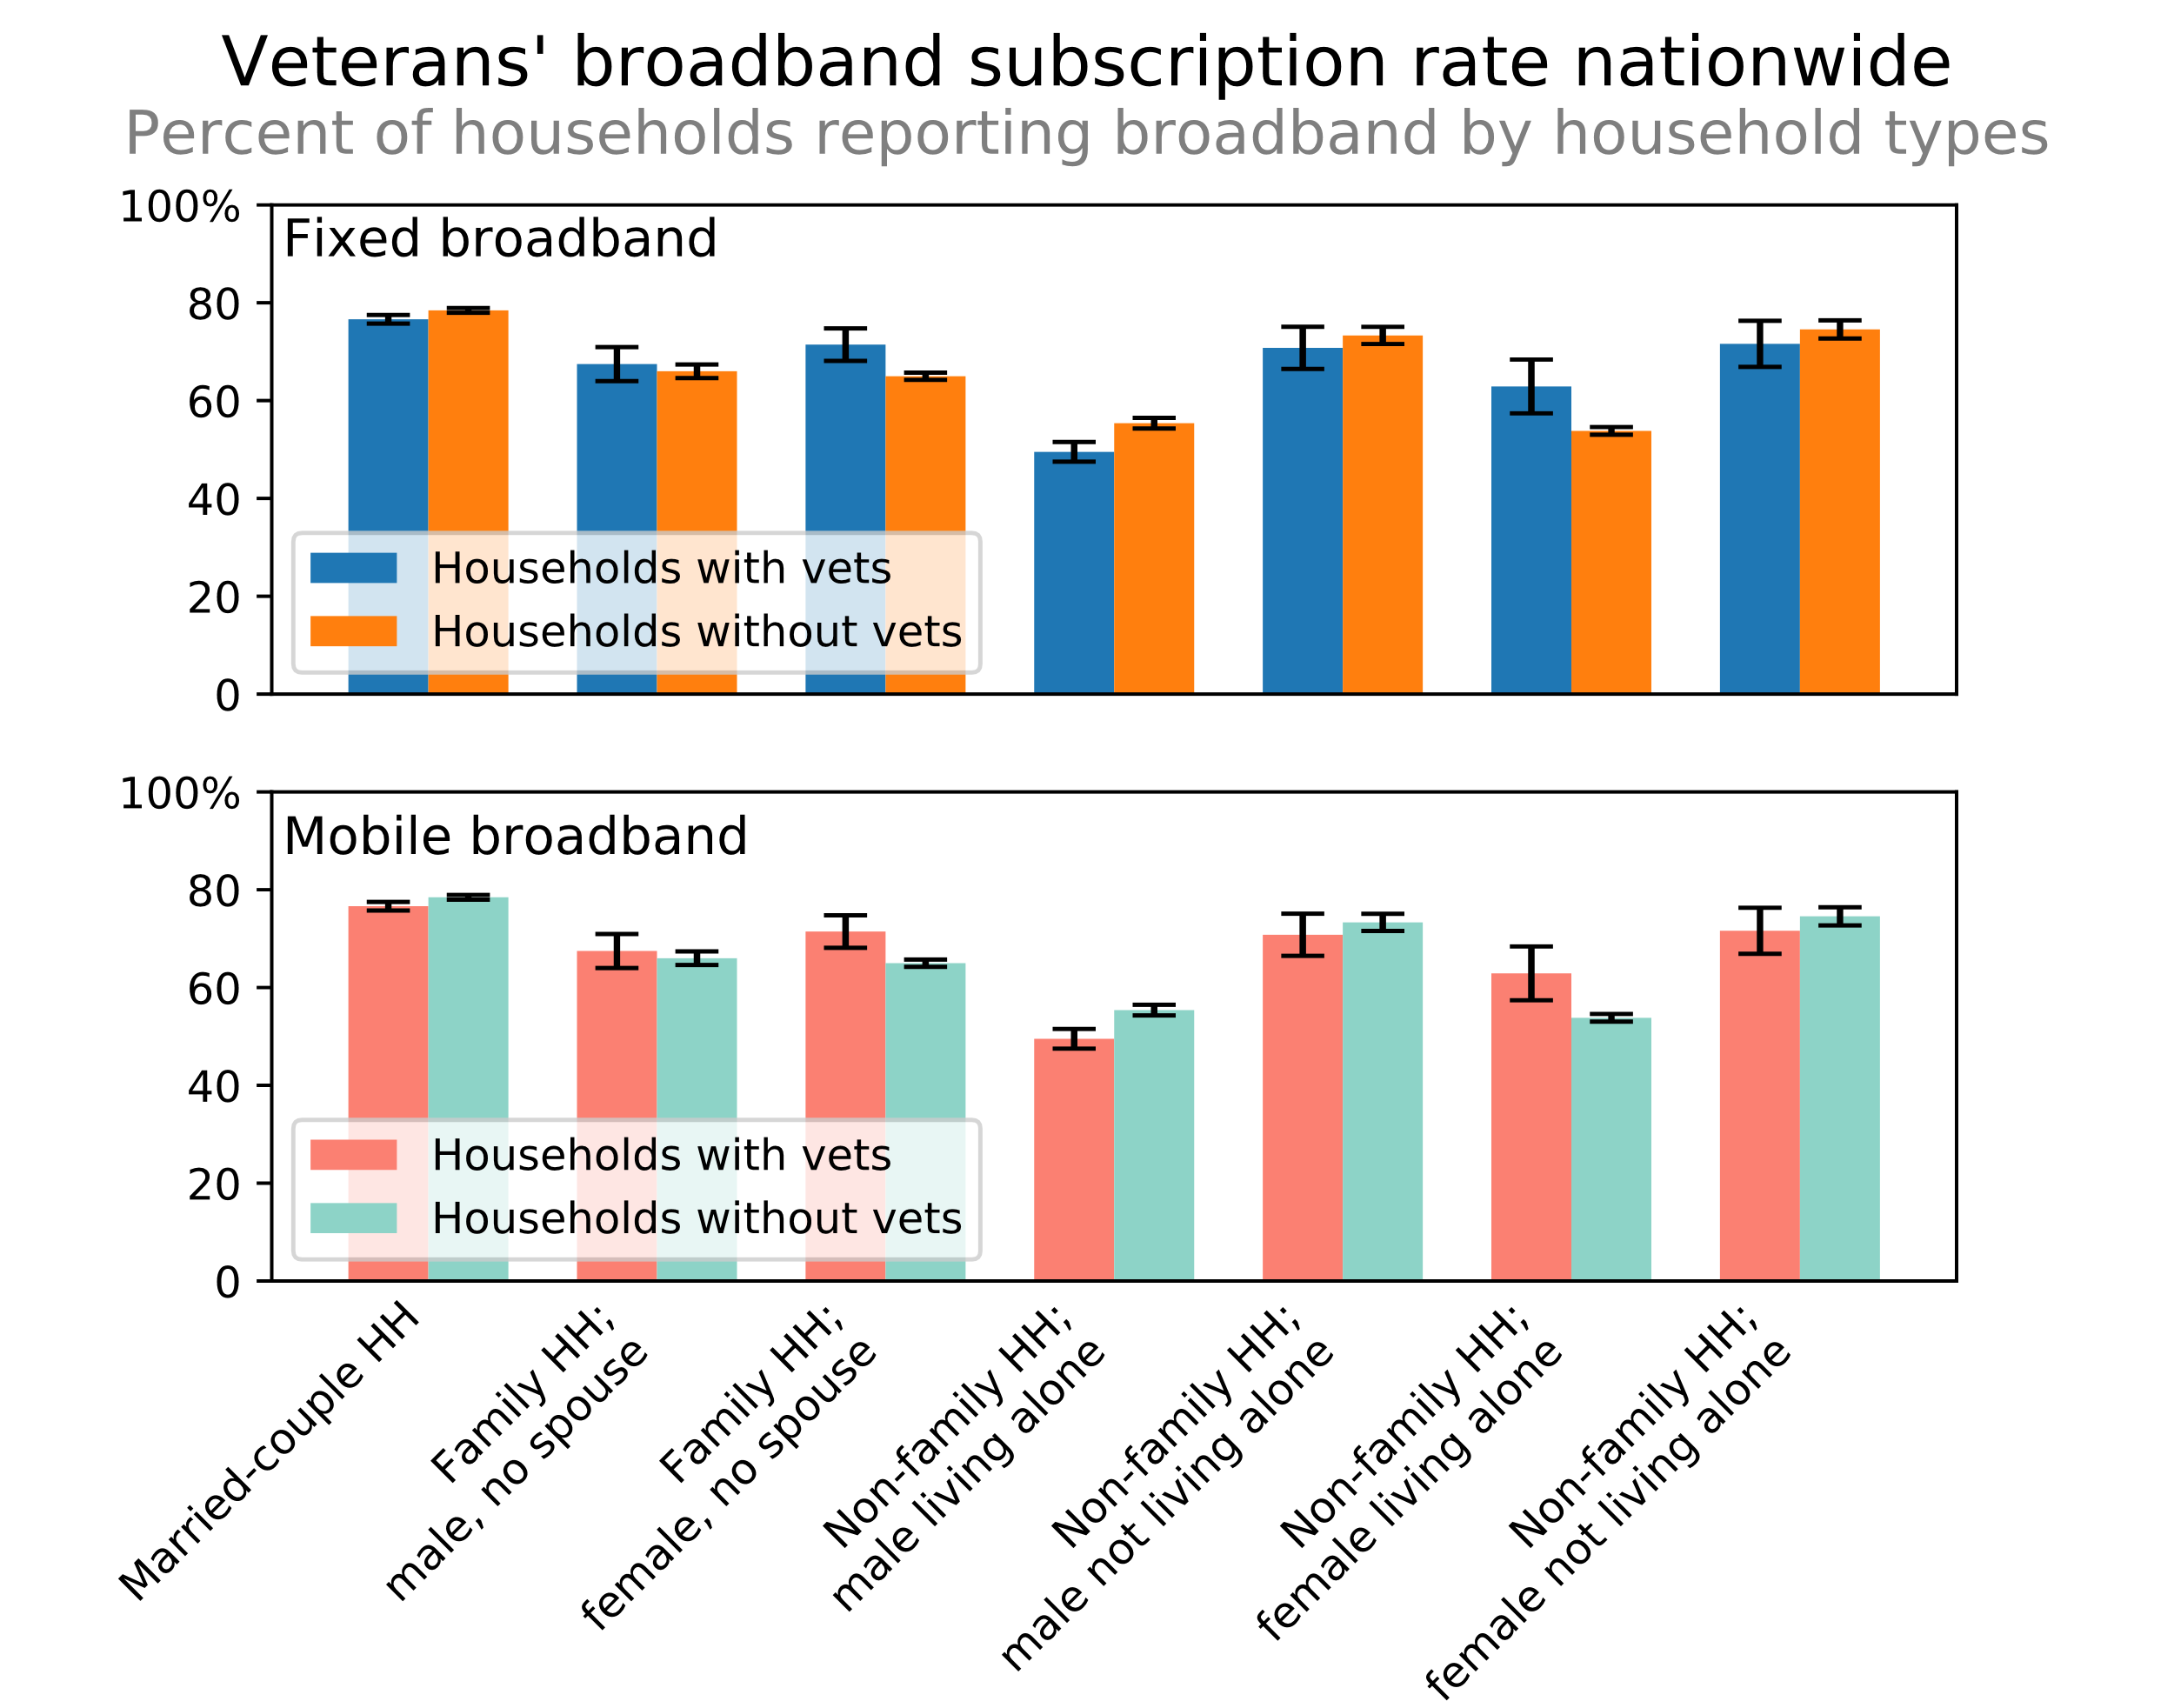 Veterans' broadband subscription rate nationwide
Percent of households reporting broadband by household types
100%
Fixed broadband
80
60
40
20
0
Households with vets
Households without vets
100%
Mobile broadband
80
60
40
20
0
Households with vets
Households without vets
Married-couple HH
Family HH;
male, no spouse
Family HH;
female, no spouse
Non-family HH;
male living alone
Non-family HH;
male not living alone
Non-family HH;
female living alone
Non-family HH;
female not living alone